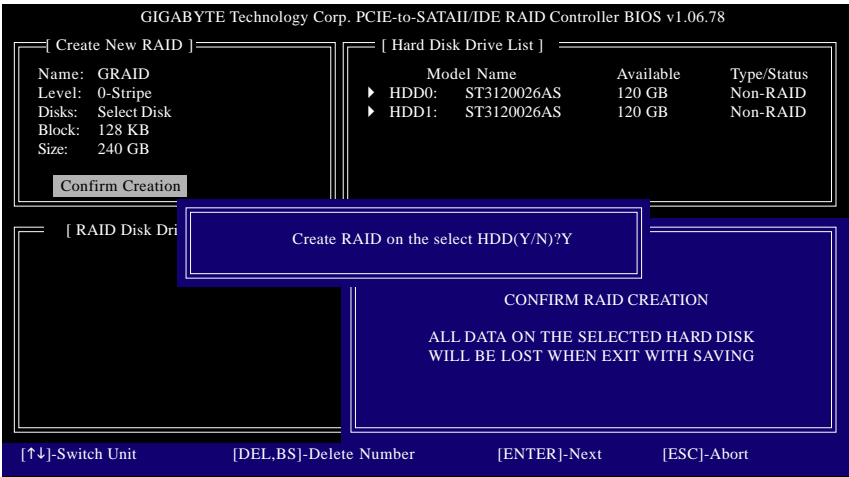 GIGABYTE Technology Corp. PCIE-to-SATAII/IDE RAID Controller BIOS v1.06.78
[ Create New RAID ]
Name: GRAID
Level: 0-Stripe
Disks: Select Disk
Block: 128 KB
Size: 240 GB
Confirm Creation
[ Hard Disk Drive List ]
Model Name Available Type/Status
HDD0: ST3120026AS 120 GB Non-RAID
HDD1: ST3120026AS 120 GB Non-RAID
[ RAID Disk Dri
Create RAID on the select HDD(Y/N)?Y
CONFIRM RAID CREATION
ALL DATA ON THE SELECTED HARD DISK
WILL BE LOST WHEN EXIT WITH SAVING
[↑↓]-Switch Unit [DEL,BS]-Delete Number [ENTER]-Next [ESC]-Abort